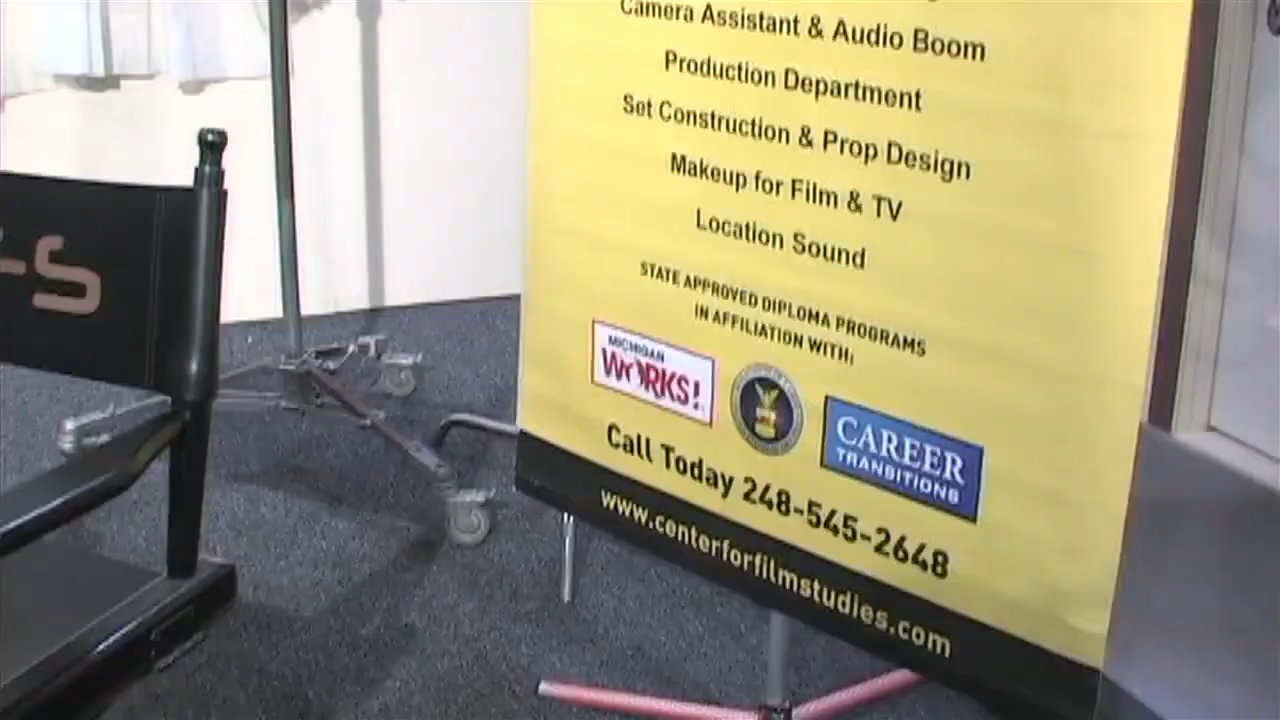 Camera Assistant & Audio Boom
Production Department
Set Construction & Prop Design
Makeup for Film & TV
Location Sound
STATE APPROVED DIPLOMA PROGRAMS
IN AFFILIATION WITH:
MICHIGAN
WORKS!
CAREER
TRANSITIONS
Call Today 248-545-2648
www.centerforfilmstudies.com
S